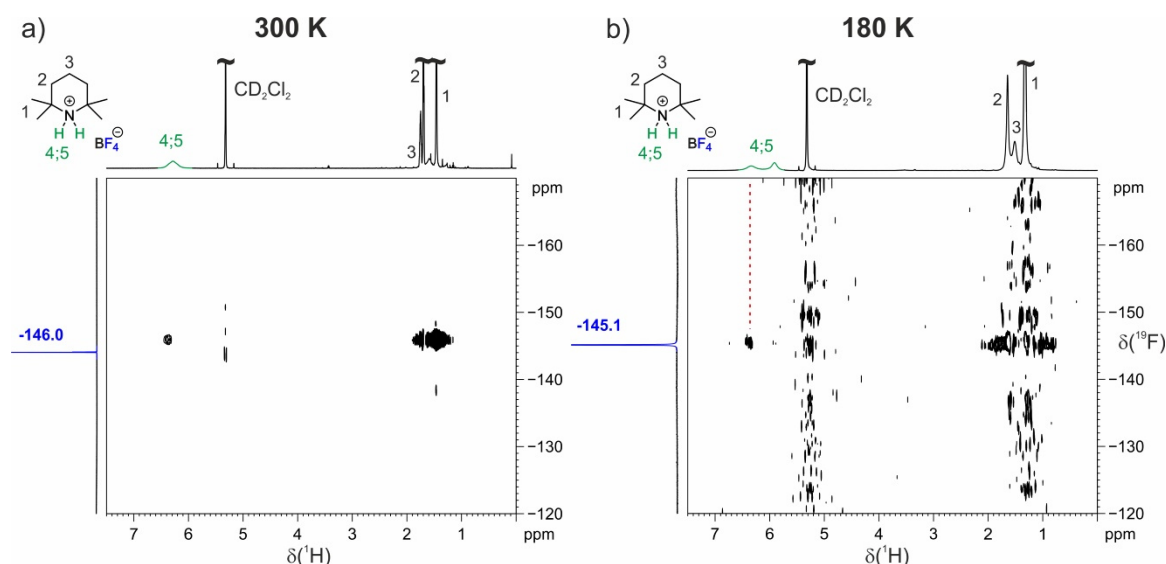 a) 300 K
3
2
1
N
⊕
H H
4;5
BF4⊖
4;5
CD2Cl2
2
3
1
ppm
−160
−150
-146.0
−140
−130
−120
7 6 5 4 3 2 1 ppm
δ(1H)
b) 180 K
3
2
1
N
⊕
H H
4;5
BF4⊖
4;5
CD2Cl2
2
3
1
ppm
−160
−150
-145.1
δ(19F)
−140
−130
−120
7 6 5 4 3 2 1 ppm
δ(1H)